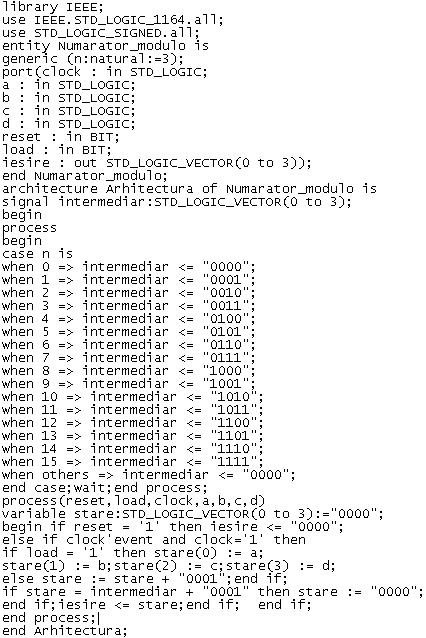 library IEEE;
use IEEE.STD_LOGIC_1164.all;
use STD_LOGIC_SIGNED.all;
entity Numarator_modulo is
generic (n:natural:=3);
port(clock : in STD_LOGIC;
a : in STD_LOGIC;
b : in STD_LOGIC;
c : in STD_LOGIC;
d : in STD_LOGIC;
reset : in BIT;
load : in BIT;
iesire : out STD_LOGIC_VECTOR(0 to 3));
end Numarator_modulo;
architecture Arhitectura of Numarator_modulo is
signal intermediar:STD_LOGIC_VECTOR(0 to 3);
begin
process
begin
case n is
when 0 => intermediar <= "0000";
when 1 => intermediar <= "0001";
when 2 => intermediar <= "0010";
when 3 => intermediar <= "0011";
when 4 => intermediar <= "0100";
when 5 => intermediar <= "0101";
when 6 => intermediar <= "0110";
when 7 => intermediar <= "0111";
when 8 => intermediar <= "1000";
when 9 => intermediar <= "1001";
when 10 => intermediar <= "1010";
when 11 => intermediar <= "1011";
when 12 => intermediar <= "1100";
when 13 => intermediar <= "1101";
when 14 => intermediar <= "1110";
when 15 => intermediar <= "1111";
when others => intermediar <= "0000";
end case;wait;end process;
process(reset,load,clock,a,b,c,d)
variable stare:STD_LOGIC_VECTOR(0 to 3):="0000";
begin if reset = '1' then iesire <= "0000";
else if clock'event and clock='1' then
if load = '1' then stare(0) := a;
stare(1) := b;stare(2) := c;stare(3) := d;
else stare := stare + "0001";end if;
if stare = intermediar + "0001" then stare := "0000";
end if;iesire <= stare;end if;  end if;
end process;
end Arhitectura;